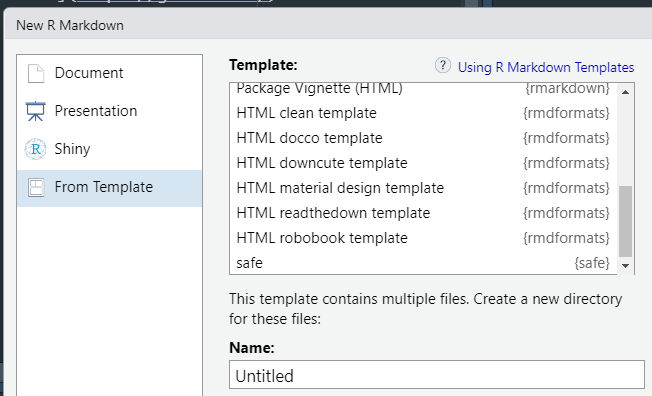 New R Markdown
Document
Presentation
Shiny
From Template
Template:
Using R Markdown Templates
Package Vignette (HTML) {rmarkdown}
HTML clean template {rmdformats}
HTML docco template {rmdformats}
HTML downcute template {rmdformats}
HTML material design template {rmdformats}
HTML readthedown template {rmdformats}
HTML robobook template {rmdformats}
safe {safe}
This template contains multiple files. Create a new directory
for these files:
Name:
Untitled